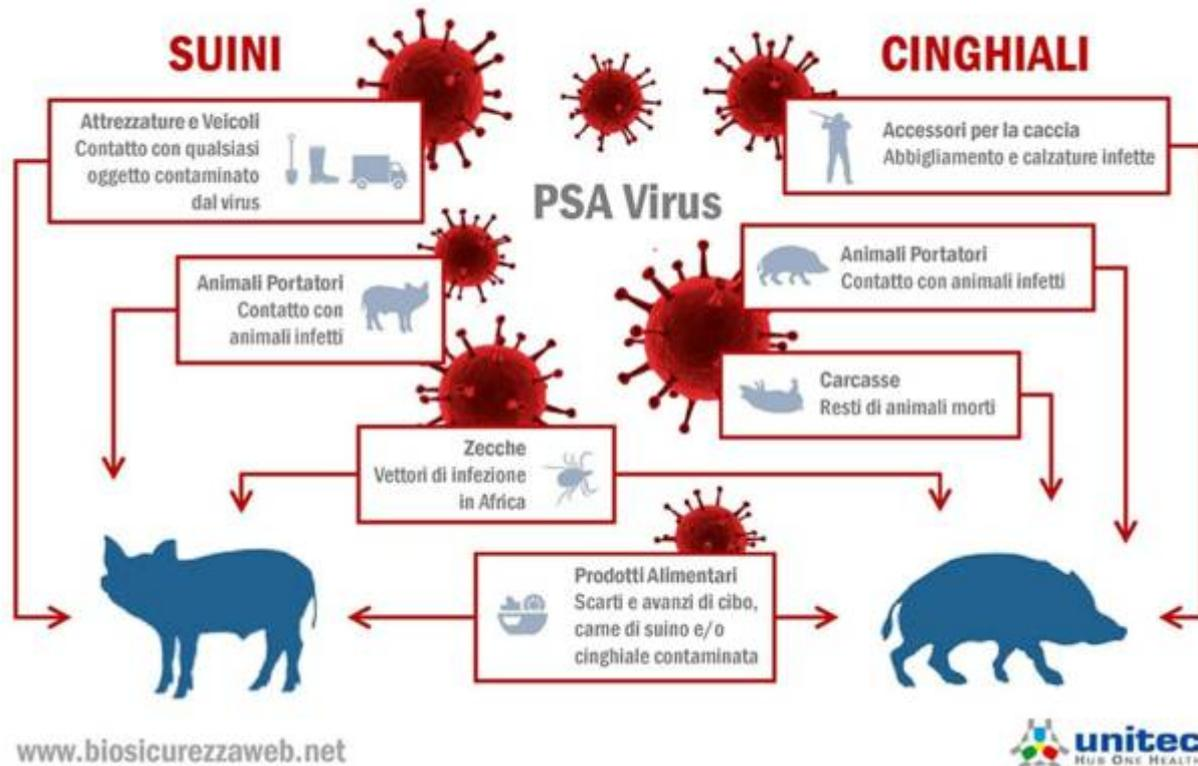 SUINI
CINGHIALI
Attrezzature e Veicoli
Contatto con qualsiasi
oggetto contaminato
dal virus
Accessori per la caccia
Abbigliamento e calzature infette
PSA Virus
Animali Portatori
Contatto con
animali infetti
Animali Portatori
Contatto con animali infetti
Carcasse
Resti di animali morti
Zecche
Vettori di infezione
in Africa
Prodotti Alimentari
Scarti e avanzi di cibo,
carne di suino e/o
cinghiale contaminata
www.biosicurezzaweb.net
unitec
HUB ONE HEALTH